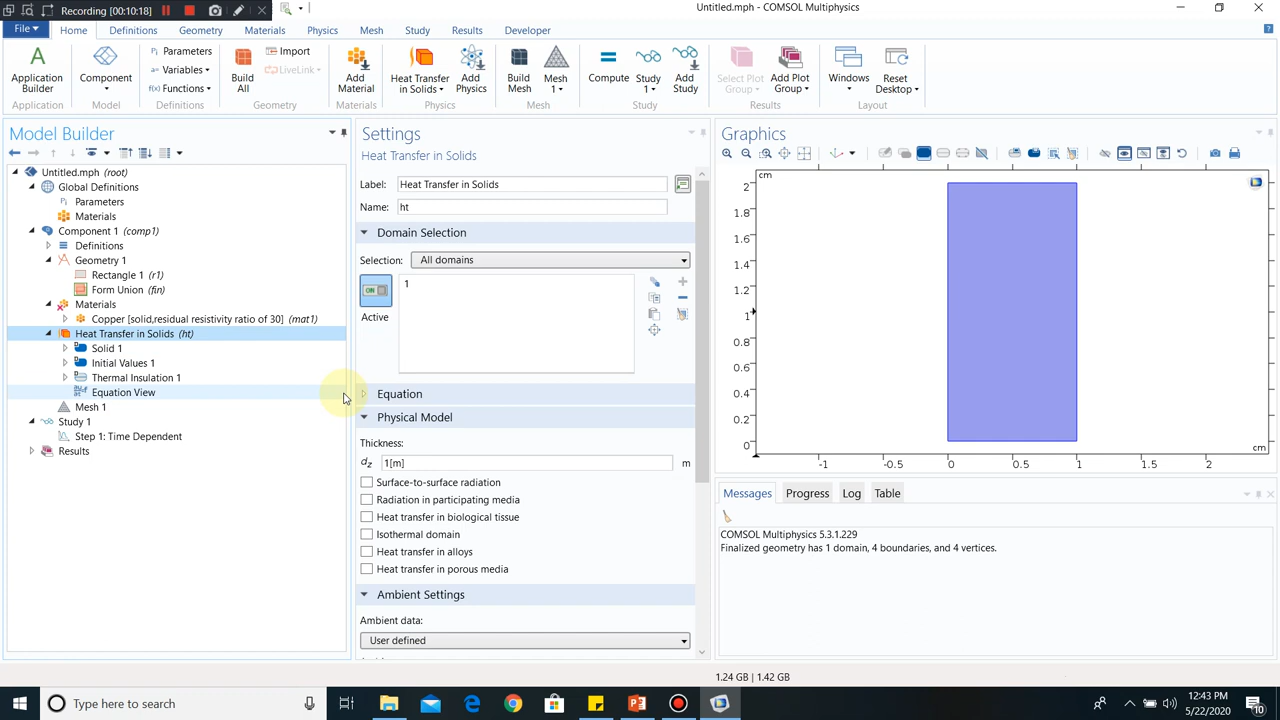 Recording [00:10:18]
Untitled.mph - COMSOL Multiphysics
File
Home
Definitions
Geometry
Materials
Physics
Mesh
Study
Results
Developer
Application Builder
Component
Parameters
Variables
Functions
Build All
Import
LiveLink
Add Material
Heat Transfer in Solids
Add Physics
Build Mesh
Mesh 1
Compute
Study 1
Add Study
Select Plot Group
Add Plot Group
Windows
Reset Desktop
Application
Model
Definitions
Geometry
Materials
Physics
Mesh
Study
Results
Layout
Model Builder
Untitled.mph (root)
Global Definitions
Parameters
Materials
Component 1 (comp1)
Definitions
Geometry 1
Rectangle 1 (r1)
Form Union (fin)
Materials
Copper [solid,residual resistivity ratio of 30] (mat1)
Heat Transfer in Solids (ht)
Solid 1
Initial Values 1
Thermal Insulation 1
Equation View
Mesh 1
Study 1
Step 1: Time Dependent
Results
Settings
Heat Transfer in Solids
Label: Heat Transfer in Solids
Name: ht
Domain Selection
Selection: All domains
1
ON
Active
Equation
Physical Model
Thickness:
dz 1[m] m
Surface-to-surface radiation
Radiation in participating media
Heat transfer in biological tissue
Isothermal domain
Heat transfer in alloys
Heat transfer in porous media
Ambient Settings
Ambient data:
User defined
Graphics
cm
2
1.8
1.6
1.4
1.2
1
0.8
0.6
0.4
0.2
0
cm
-1 -0.5 0 0.5 1 1.5 2
Messages
Progress
Log
Table
COMSOL Multiphysics 5.3.1.229
Finalized geometry has 1 domain, 4 boundaries, and 4 vertices.
1.24 GB | 1.42 GB
Type here to search
12:43 PM
5/22/2020
10